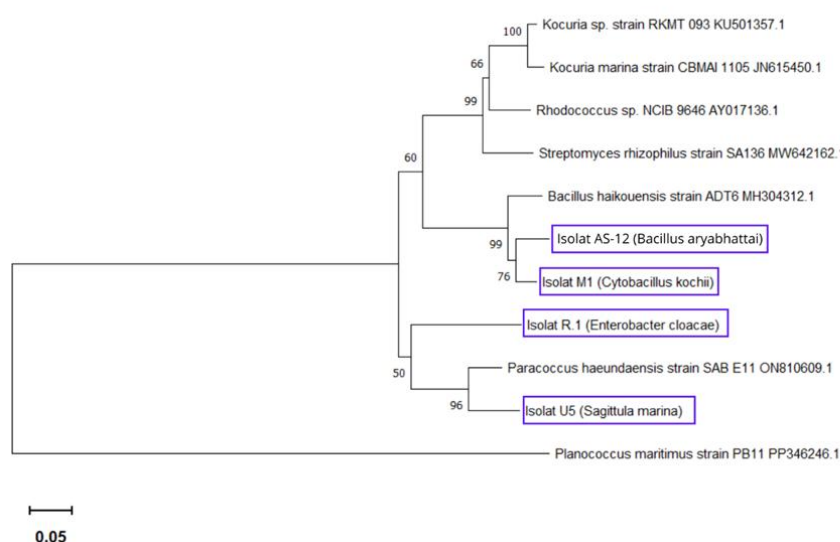 Kocuria sp. strain RKMT 093 KU501357.1
100
Kocuria marina strain CBMAI 1105 JN615450.1
66
99
Rhodococcus sp. NCIB 9646 AY017136.1
Streptomyces rhizophilus strain SA136 MW642162.
60
Bacillus haikouensis strain ADT6 MH304312.1
99
Isolat AS-12 (Bacillus aryabhattai)
76
Isolat M1 (Cytobacillus kochii)
Isolat R.1 (Enterobacter cloacae)
50
Paracoccus haeundaensis strain SAB E11 ON810609.1
96
Isolat U5 (Sagittula marina)
Planococcus maritimus strain PB11 PP346246.1
0.05